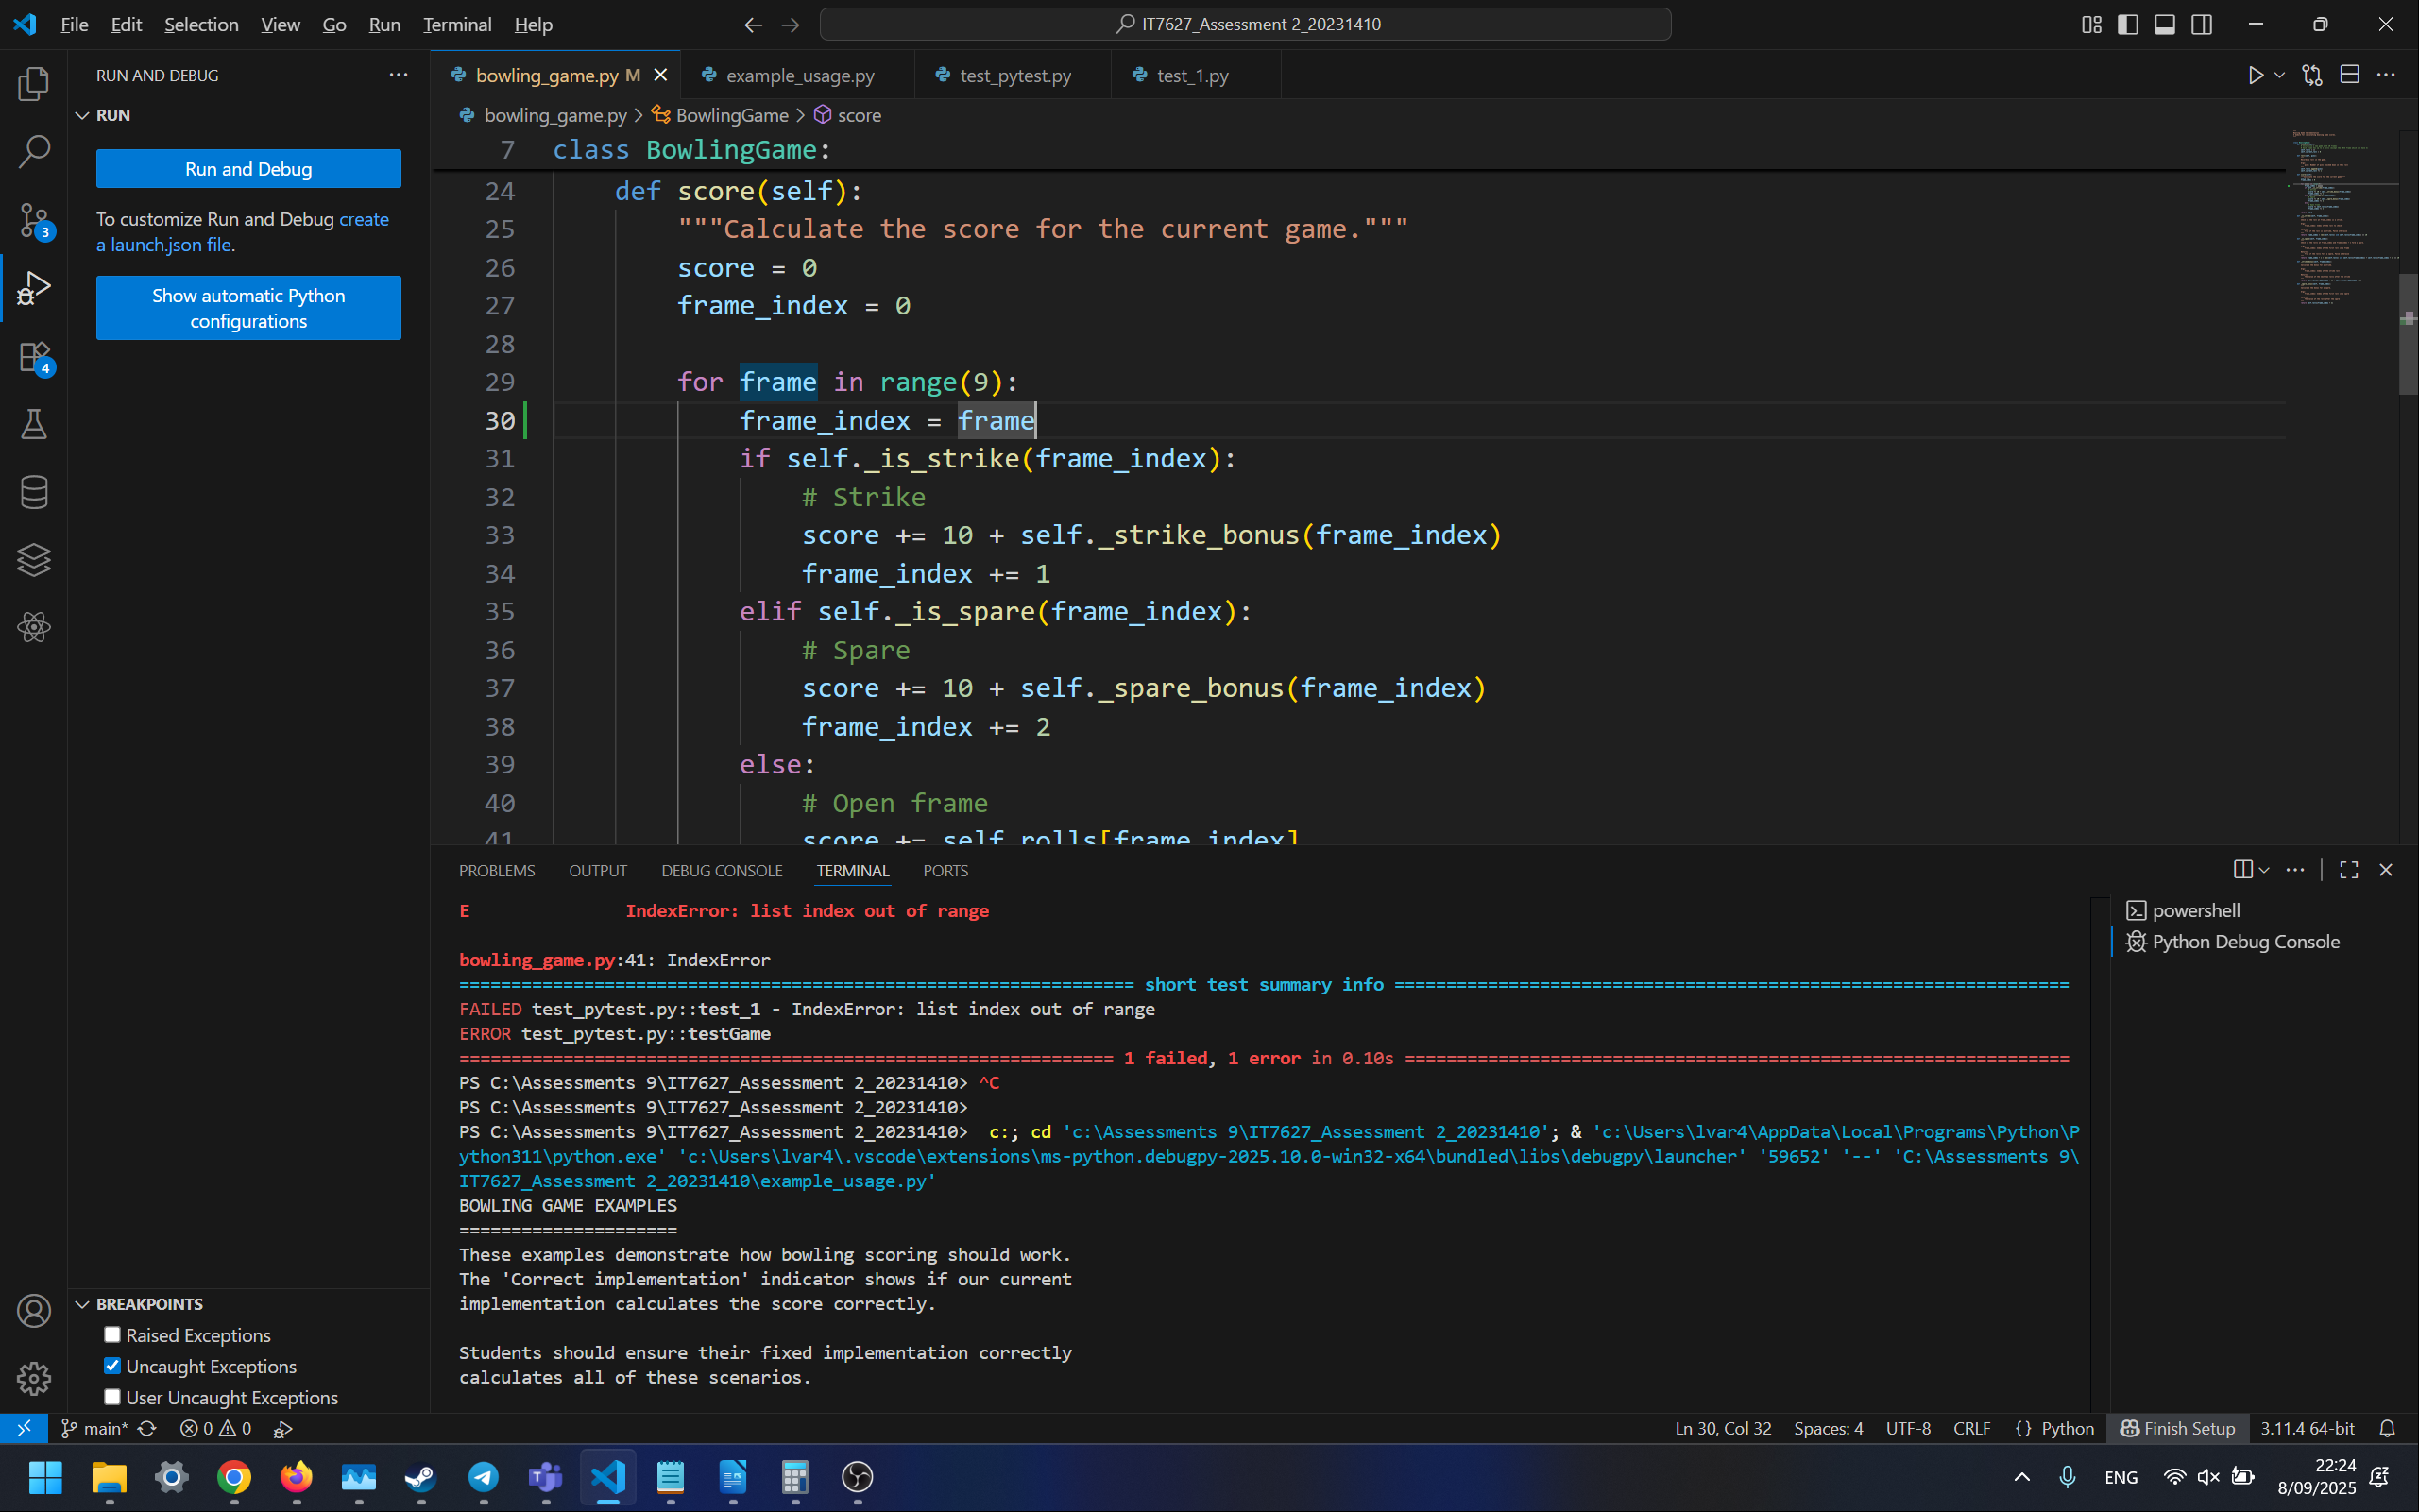 File Edit Selection View Go Run Terminal Help
IT7627_Assessment 2_20231410
RUN AND DEBUG
RUN
Run and Debug
To customize Run and Debug create
a launch.json file.
Show automatic Python
configurations
3
4
BREAKPOINTS
Raised Exceptions
Uncaught Exceptions
User Uncaught Exceptions
bowling_game.py M
example_usage.py
test_pytest.py
test_1.py
bowling_game.py > BowlingGame > score
7 class BowlingGame:
24 def score(self):
25 """Calculate the score for the current game."""
26 score = 0
27 frame_index = 0
28
29 for frame in range(9):
30 frame_index = frame
31 if self._is_strike(frame_index):
32 # Strike
33 score += 10 + self._strike_bonus(frame_index)
34 frame_index += 1
35 elif self._is_spare(frame_index):
36 # Spare
37 score += 10 + self._spare_bonus(frame_index)
38 frame_index += 2
39 else:
40 # Open frame
41 score += self.rolls[frame_index]
PROBLEMS OUTPUT DEBUG CONSOLE TERMINAL PORTS
E IndexError: list index out of range
bowling_game.py:41: IndexError
================ short test summary info ================
FAILED test_pytest.py::test_1 - IndexError: list index out of range
ERROR test_pytest.py::testGame
================ 1 failed, 1 error in 0.10s ================
PS C:\Assessments 9\IT7627_Assessment 2_20231410> ^C
PS C:\Assessments 9\IT7627_Assessment 2_20231410>
PS C:\Assessments 9\IT7627_Assessment 2_20231410> c:; cd 'c:\Assessments 9\IT7627_Assessment 2_20231410'; & 'c:\Users\lvar4\AppData\Local\Programs\Python\P
ython311\python.exe' 'c:\Users\lvar4\.vscode\extensions\ms-python.debugpy-2025.10.0-win32-x64\bundled\libs\debugpy\launcher' '59652' '--' 'C:\Assessments 9\
IT7627_Assessment 2_20231410\example_usage.py'
BOWLING GAME EXAMPLES
=====================
These examples demonstrate how bowling scoring should work.
The 'Correct implementation' indicator shows if our current
implementation calculates the score correctly.
Students should ensure their fixed implementation correctly
calculates all of these scenarios.
powershell
Python Debug Console
main* 0 0
Ln 30, Col 32 Spaces: 4 UTF-8 CRLF {} Python Finish Setup 3.11.4 64-bit
ENG
22:24
8/09/2025